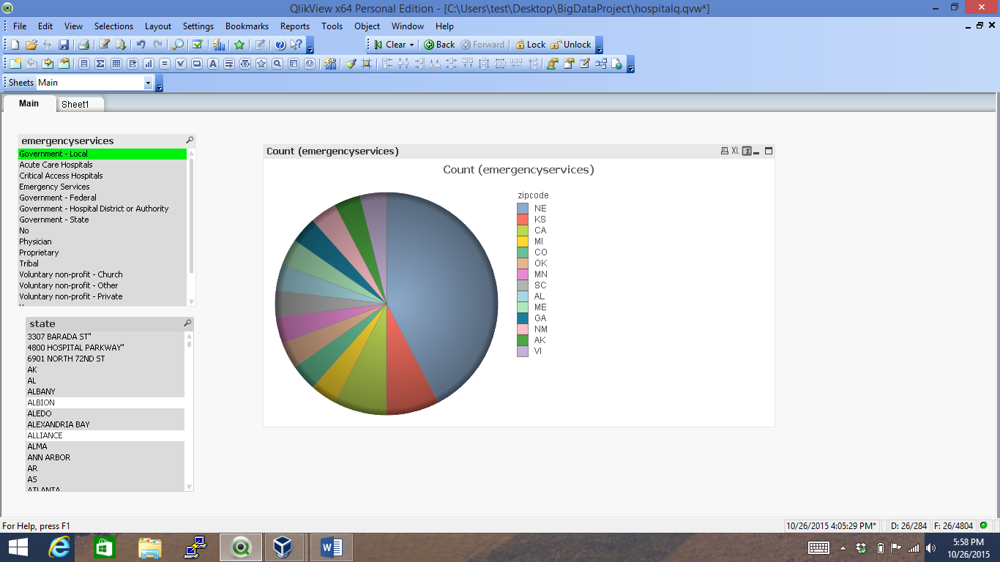 QlikView x64 Personal Edition - [C:\Users\test\Desktop\BigDataProject\hospitalq.qvw*]
File Edit View Selections Layout Settings Bookmarks Reports Tools Object Window Help
Clear Back Forward Lock Unlock
Sheets Main
Main Sheet1
emergencyservices
Government - Local
Acute Care Hospitals
Critical Access Hospitals
Emergency Services
Government - Federal
Government - Hospital District or Authority
Government - State
No
Physician
Proprietary
Tribal
Voluntary non-profit - Church
Voluntary non-profit - Other
Voluntary non-profit - Private
state
3307 BARADA ST"
4800 HOSPITAL PARKWAY"
6901 NORTH 72ND ST
AK
AL
ALBANY
ALBION
ALEDO
ALEXANDRIA BAY
ALLIANCE
ALMA
ANN ARBOR
AR
AS
ATLANTA
Count (emergencyservices)
XL
Count (emergencyservices)
zipcode
NE
KS
CA
MI
CO
OK
MN
SC
AL
ME
GA
NM
AK
VI
For Help, press F1
10/26/2015 4:05:29 PM* D: 26/284 F: 26/4804
5:58 PM
10/26/2015